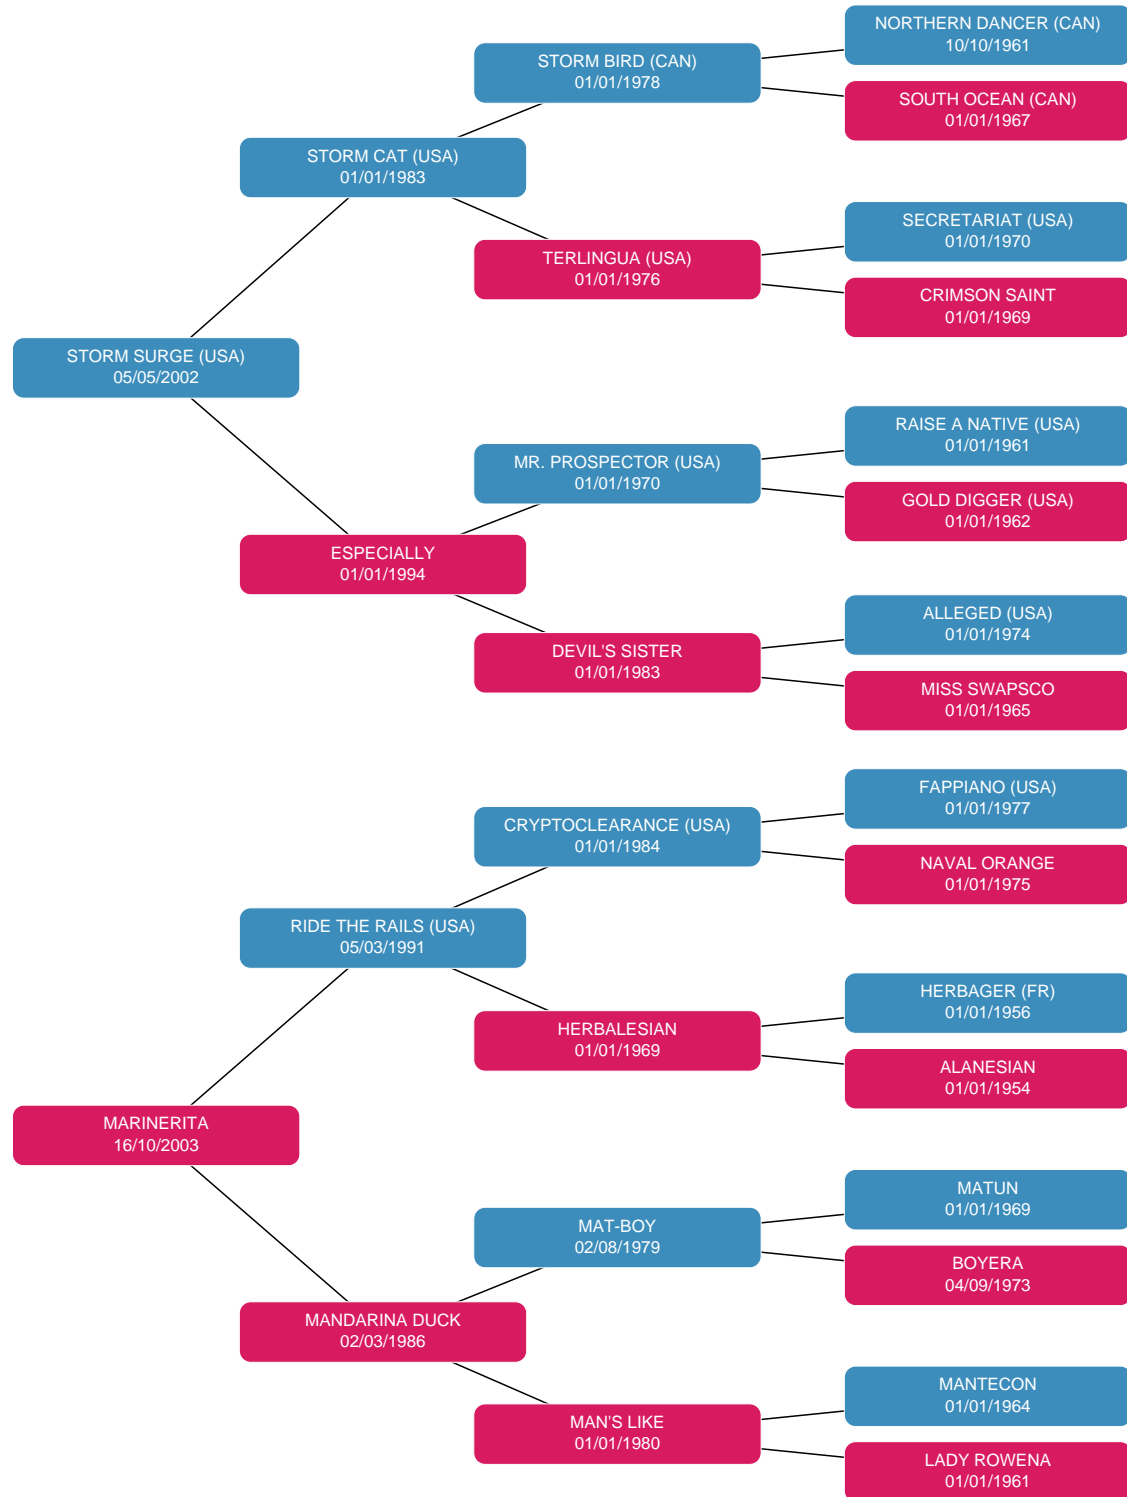 NORTHERN DANCER (CAN)
10/10/1961
STORM BIRD (CAN)
01/01/1978
SOUTH OCEAN (CAN)
01/01/1967
STORM CAT (USA)
01/01/1983
SECRETARIAT (USA)
01/01/1970
TERLINGUA (USA)
01/01/1976
CRIMSON SAINT
01/01/1969
STORM SURGE (USA)
05/05/2002
RAISE A NATIVE (USA)
01/01/1961
MR. PROSPECTOR (USA)
01/01/1970
GOLD DIGGER (USA)
01/01/1962
ESPECIALLY
01/01/1994
ALLEGED (USA)
01/01/1974
DEVIL'S SISTER
01/01/1983
MISS SWAPSCO
01/01/1965
FAPPIANO (USA)
01/01/1977
CRYPTOCLEARANCE (USA)
01/01/1984
NAVAL ORANGE
01/01/1975
RIDE THE RAILS (USA)
05/03/1991
HERBAGER (FR)
01/01/1956
HERBALESIAN
01/01/1969
ALANESIAN
01/01/1954
MARINERITA
16/10/2003
MATUN
01/01/1969
MAT-BOY
02/08/1979
BOYERA
04/09/1973
MANDARINA DUCK
02/03/1986
MANTECON
01/01/1964
MAN'S LIKE
01/01/1980
LADY ROWENA
01/01/1961